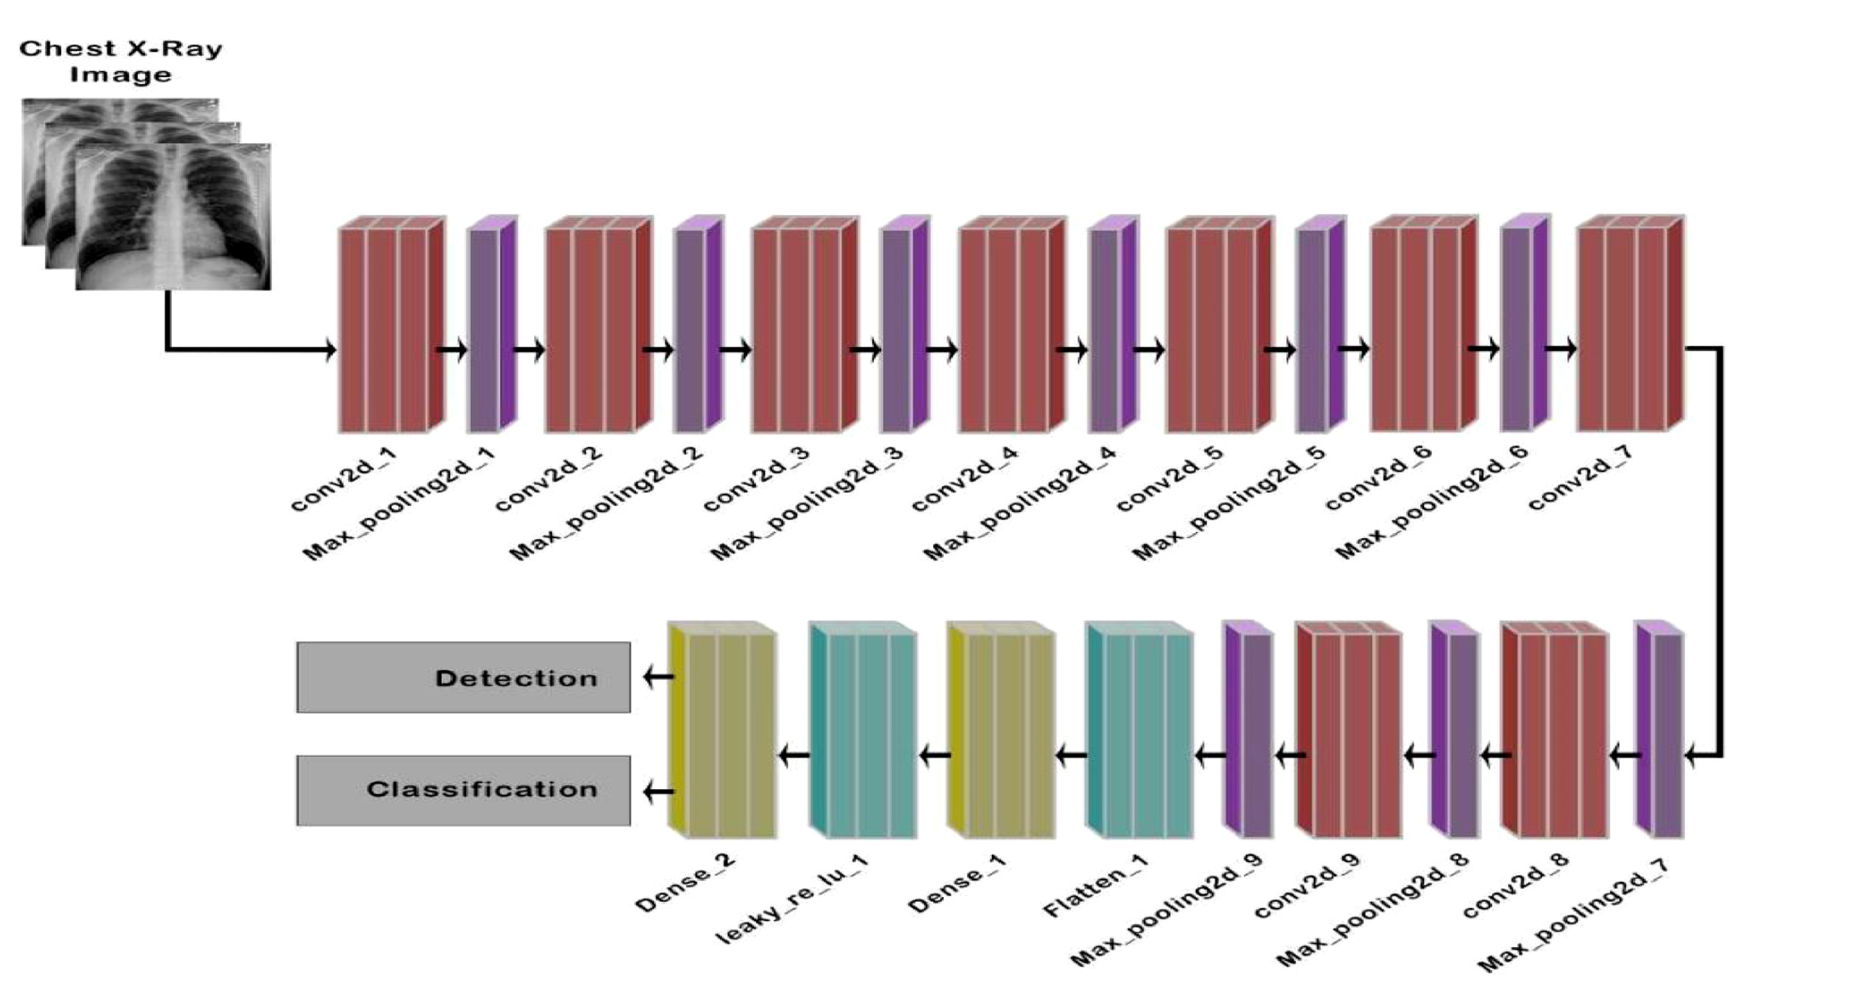 Chest X-Ray
Image
conv2d_1
Max_pooling2d_1
conv2d_2
Max_pooling2d_2
conv2d_3
Max_pooling2d_3
conv2d_4
Max_pooling2d_4
conv2d_5
Max_pooling2d_5
conv2d_6
Max_pooling2d_6
conv2d_7
Detection
Classification
Dense_2
leaky_re_lu_1
Dense_1
Flatten_1
Max_pooling2d_9
conv2d_9
Max_pooling2d_8
conv2d_8
Max_pooling2d_7